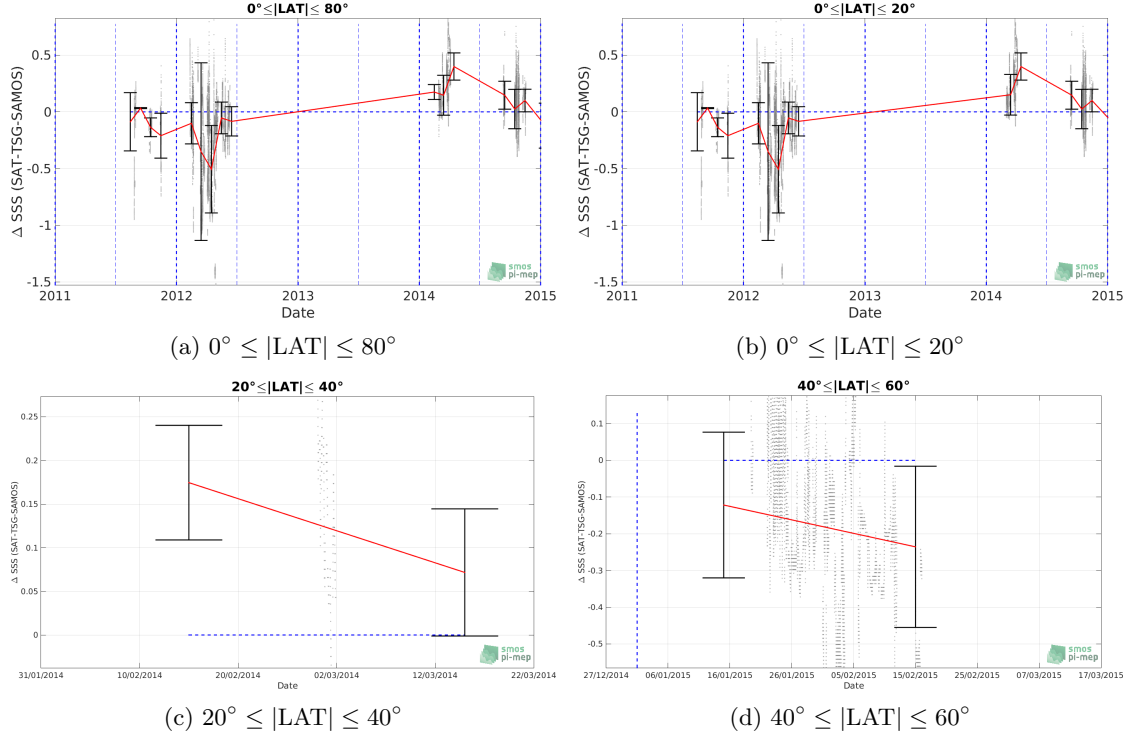 0°≤|LAT|≤ 80°
Δ SSS (SAT-TSG-SAMOS)
0.5
0
-0.5
-1
-1.5
2011
2012
2013
2014
2015
Date
smos
pi-mep
(a) 0° ≤ |LAT| ≤ 80°
0°≤|LAT|≤ 20°
Δ SSS (SAT-TSG-SAMOS)
0.5
0
-0.5
-1
-1.5
2011
2012
2013
2014
2015
Date
smos
pi-mep
(b) 0° ≤ |LAT| ≤ 20°
20°≤|LAT|≤ 40°
Δ SSS (SAT-TSG-SAMOS)
0.25
0.2
0.15
0.1
0.05
0
31/01/2014
10/02/2014
20/02/2014
02/03/2014
12/03/2014
22/03/2014
Date
smos
pi-mep
(c) 20° ≤ |LAT| ≤ 40°
40°≤|LAT|≤ 60°
Δ SSS (SAT-TSG-SAMOS)
0.1
0
-0.1
-0.2
-0.3
-0.4
-0.5
27/12/2014
06/01/2015
16/01/2015
26/01/2015
05/02/2015
15/02/2015
25/02/2015
07/03/2015
17/03/2015
Date
smos
pi-mep
(d) 40° ≤ |LAT| ≤ 60°